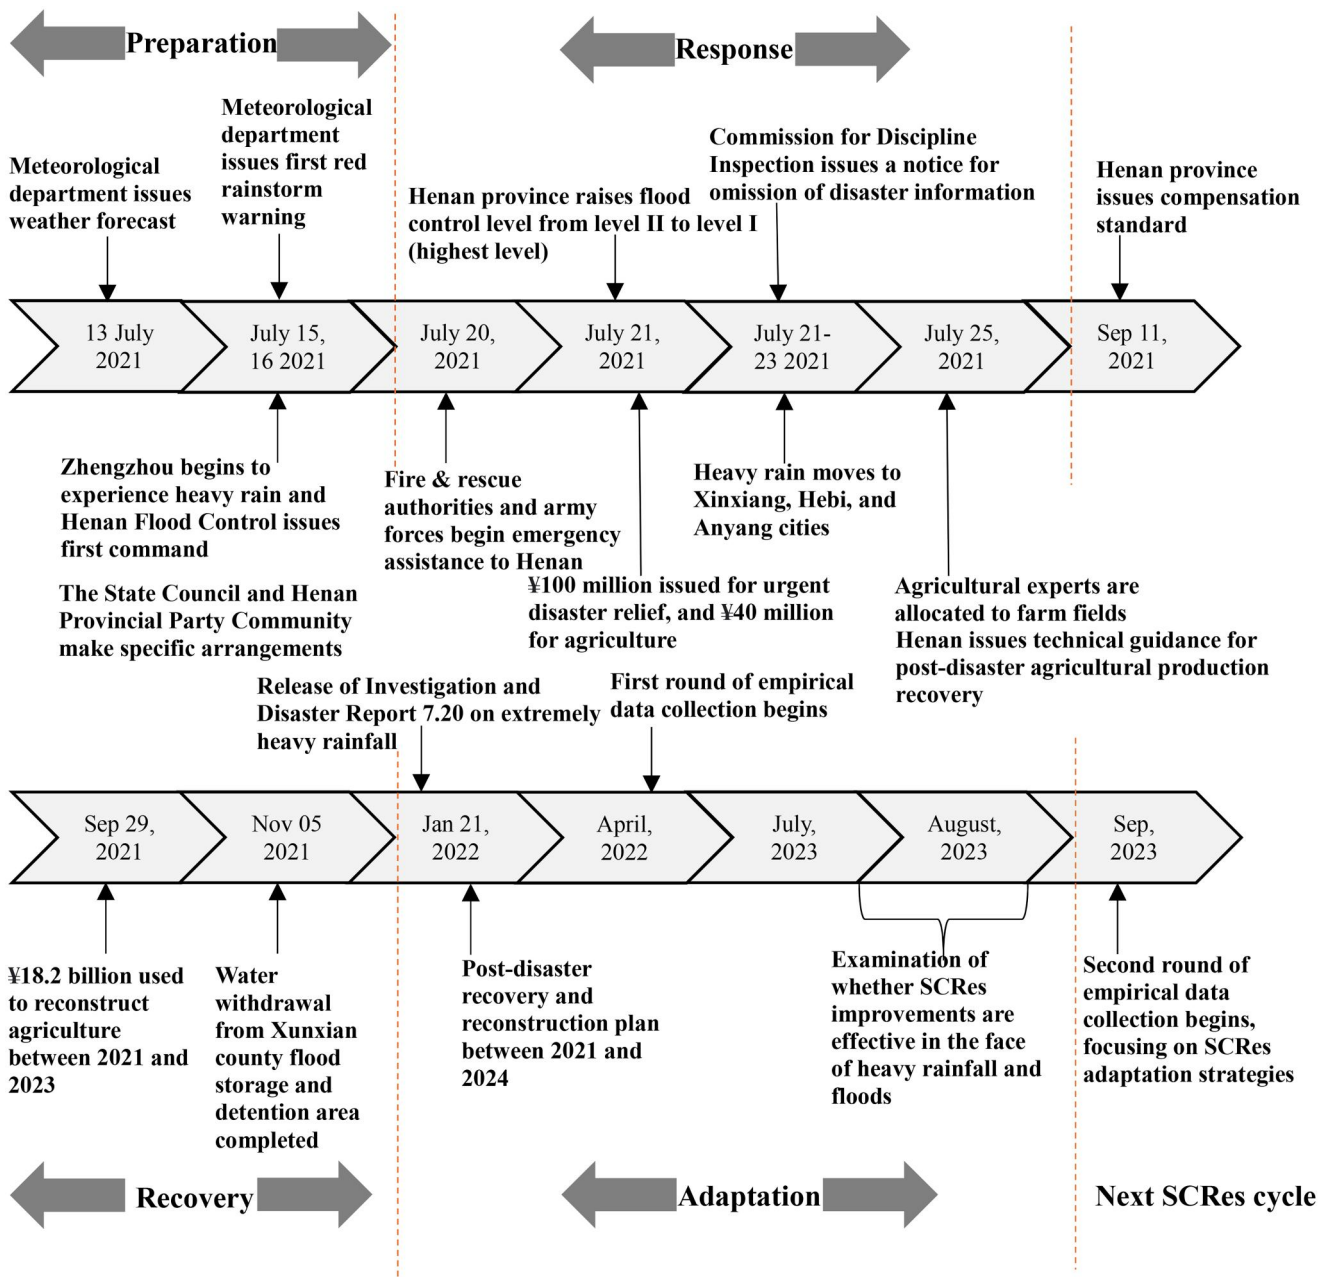 Preparation
Response
Meteorological
department issues
weather forecast
Meteorological
department
issues first red
rainstorm
warning
Henan province raises flood
control level from level II to level I
(highest level)
Commission for Discipline
Inspection issues a notice for
omission of disaster information
Henan province
issues compensation
standard
13 July
2021
July 15,
16 2021
July 20,
2021
July 21,
2021
July 21-
23 2021
July 25,
2021
Sep 11,
2021
Zhengzhou begins to
experience heavy rain and
Henan Flood Control issues
first command
The State Council and Henan
Provincial Party Community
make specific arrangements
Fire & rescue
authorities and army
forces begin emergency
assistance to Henan
¥100 million issued for urgent
disaster relief, and ¥40 million
for agriculture
Heavy rain moves to
Xinxiang, Hebi, and
Anyang cities
Agricultural experts are
allocated to farm fields
Henan issues technical guidance for
post-disaster agricultural production
recovery
Release of Investigation and
Disaster Report 7.20 on extremely
heavy rainfall
First round of empirical
data collection begins
Sep 29,
2021
Nov 05
2021
Jan 21,
2022
April,
2022
July,
2023
August,
2023
Sep,
2023
¥18.2 billion used
to reconstruct
agriculture
between 2021 and
2023
Water
withdrawal
from Xunxian
county flood
storage and
detention area
completed
Post-disaster
recovery and
reconstruction plan
between 2021 and
2024
Examination of
whether SCRes
improvements are
effective in the face
of heavy rainfall and
floods
Second round of
empirical data
collection begins,
focusing on SCRes
adaptation strategies
Recovery
Adaptation
Next SCRes cycle